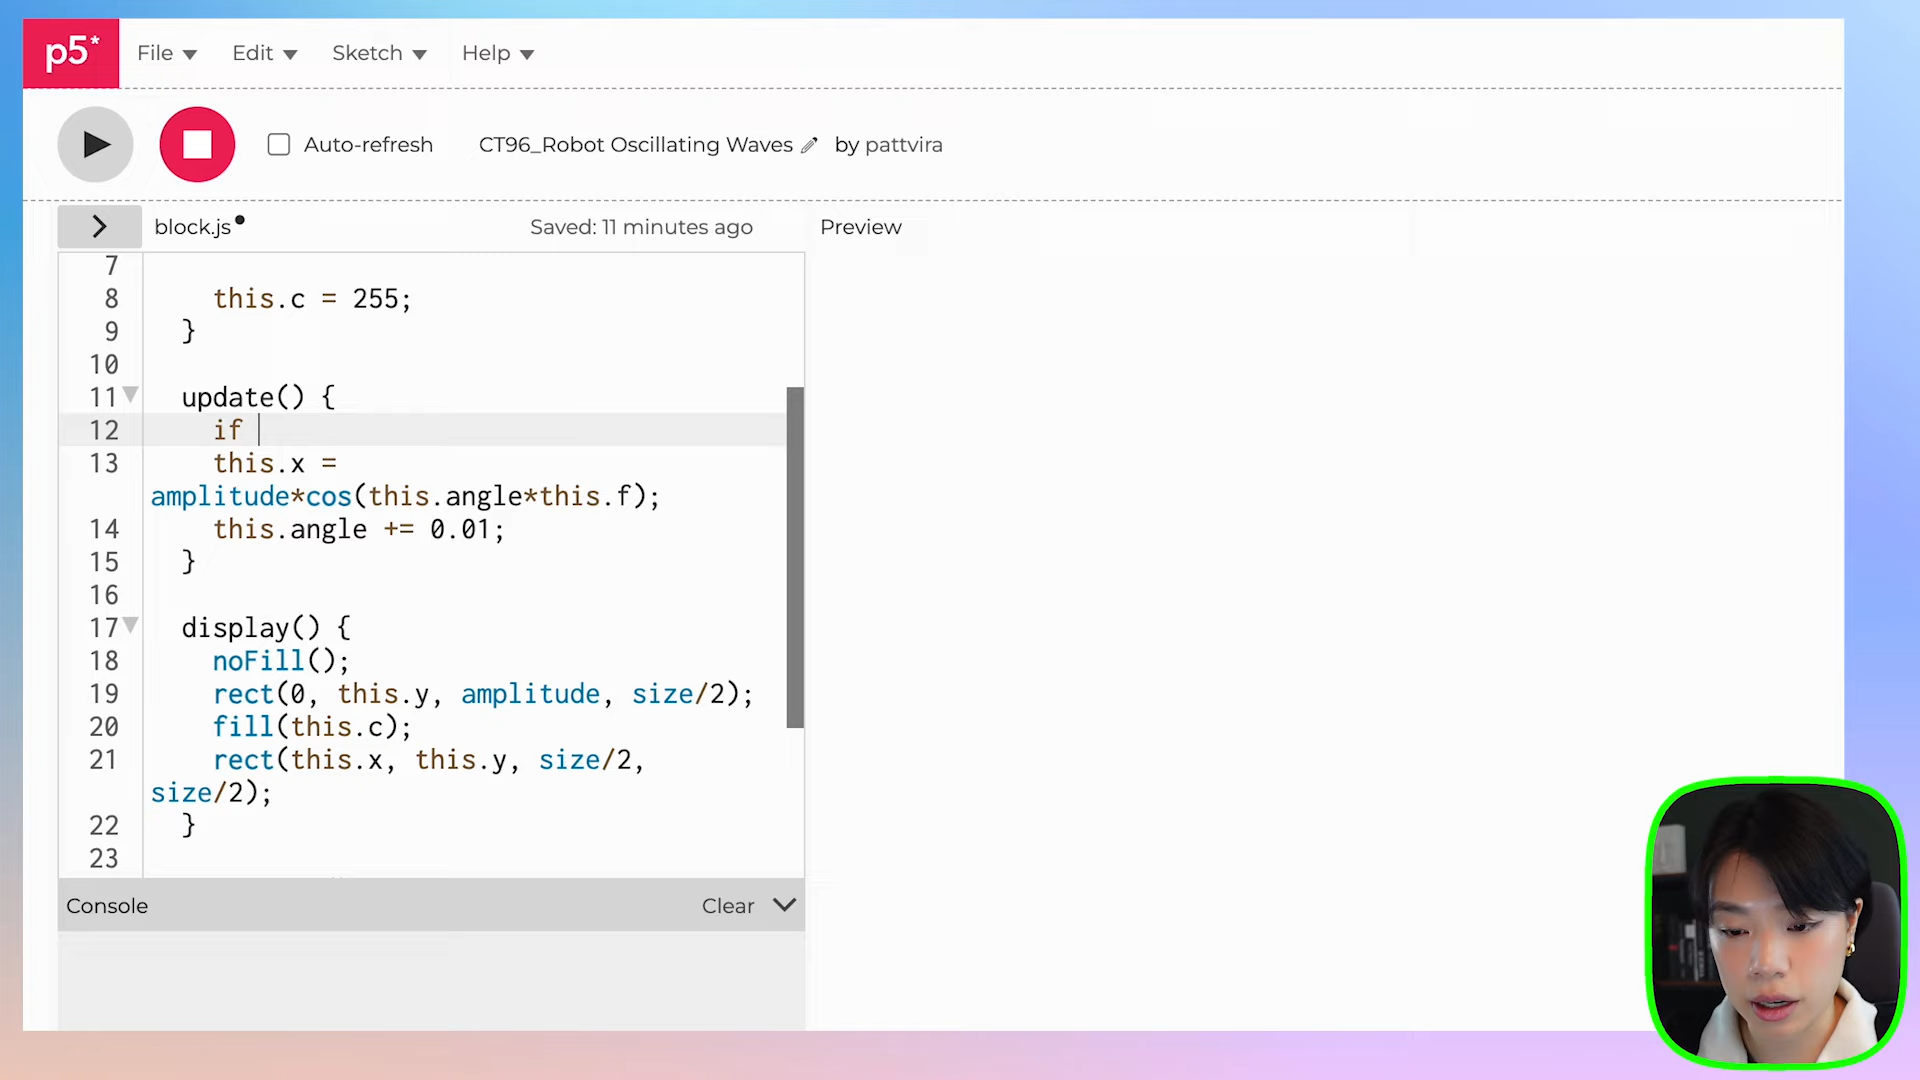 p5*
File Edit Sketch Help
Auto-refresh CT96_Robot Oscillating Waves by pattvira
block.js Saved: 11 minutes ago Preview
7
8 this.c = 255;
9 }
10
11 update() {
12 if
13 this.x =
amplitude*cos(this.angle*this.f);
14 this.angle += 0.01;
15 }
16
17 display() {
18 noFill();
19 rect(0, this.y, amplitude, size/2);
20 fill(this.c);
21 rect(this.x, this.y, size/2,
size/2);
22 }
23
Console Clear